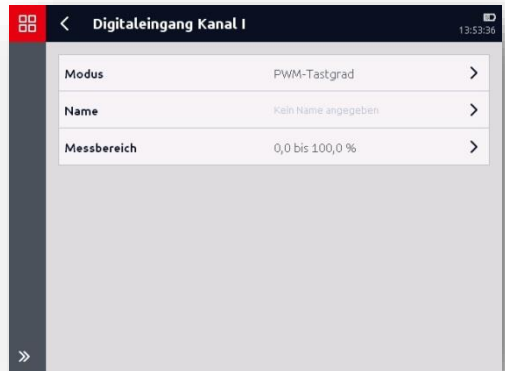 Digitaleingang Kanal I
13:53:36
Modus PWM-Tastgrad
Name Kein Name angegeben
Messbereich 0,0 bis 100,0 %